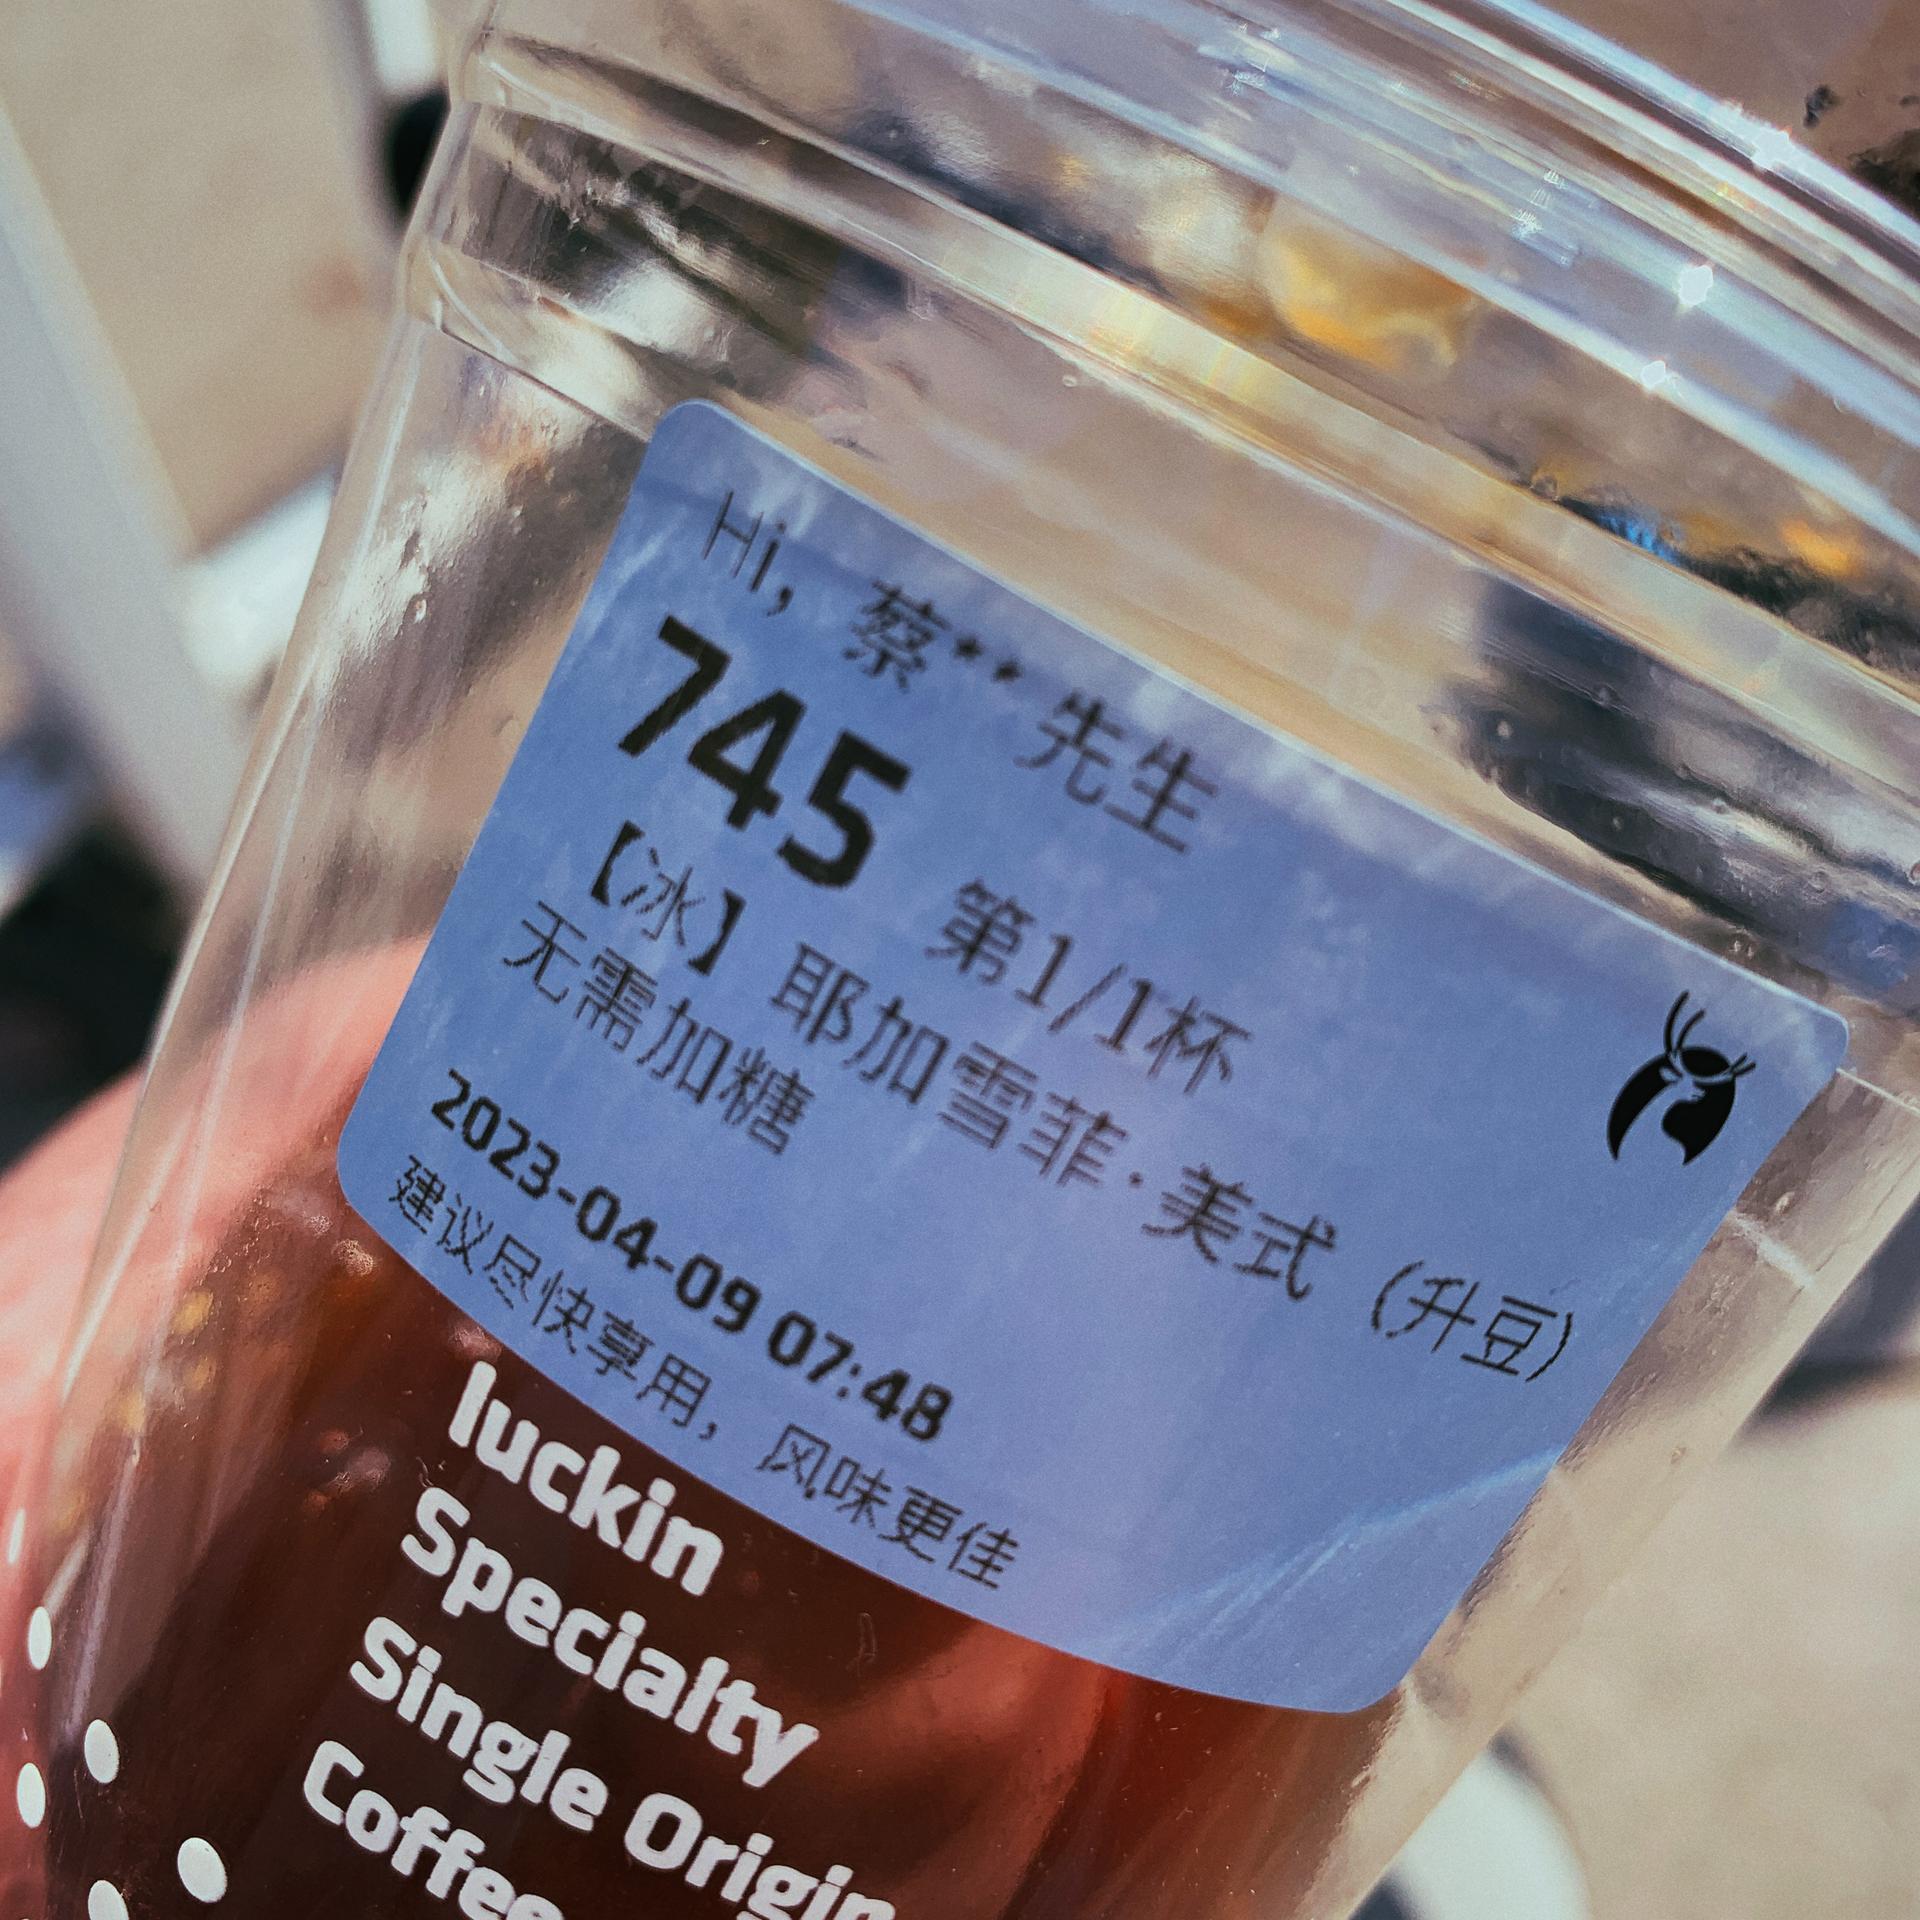 Hi, 蔡**先生
745 第1/1杯
【冰】耶加雪菲·美式（升豆）
无需加糖
2023-04-09 07:48
建议尽快享用，风味更佳
luckin
Specialty
Single Origin
Coffee